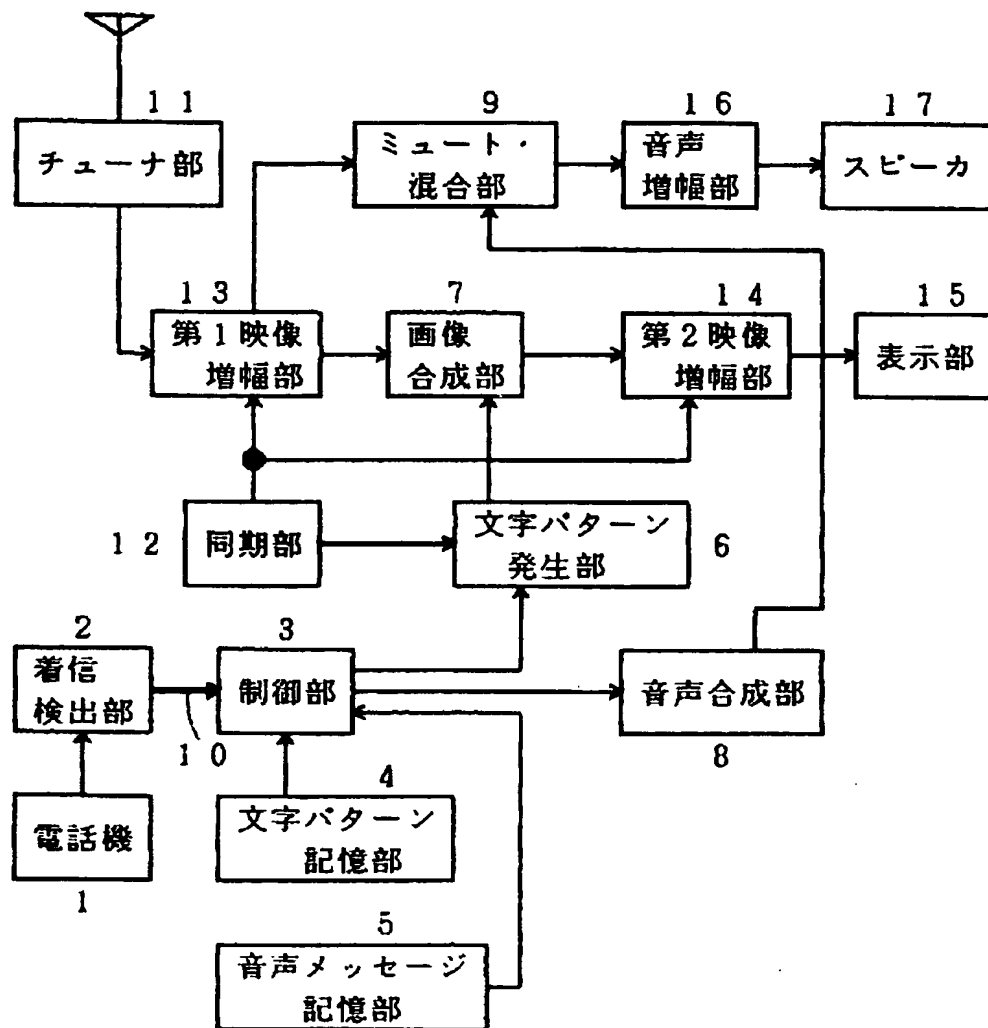 11
チューナ部
9
ミュート・
混合部
16
音声
増幅部
17
スピーカ
13
第1映像
増幅部
7
画像
合成部
14
第2映像
増幅部
15
表示部
12
同期部
文字パターン
発生部
6
2
着信
検出部
10
3
制御部
音声合成部
8
電話機
1
4
文字パターン
記憶部
5
音声メッセージ
記憶部